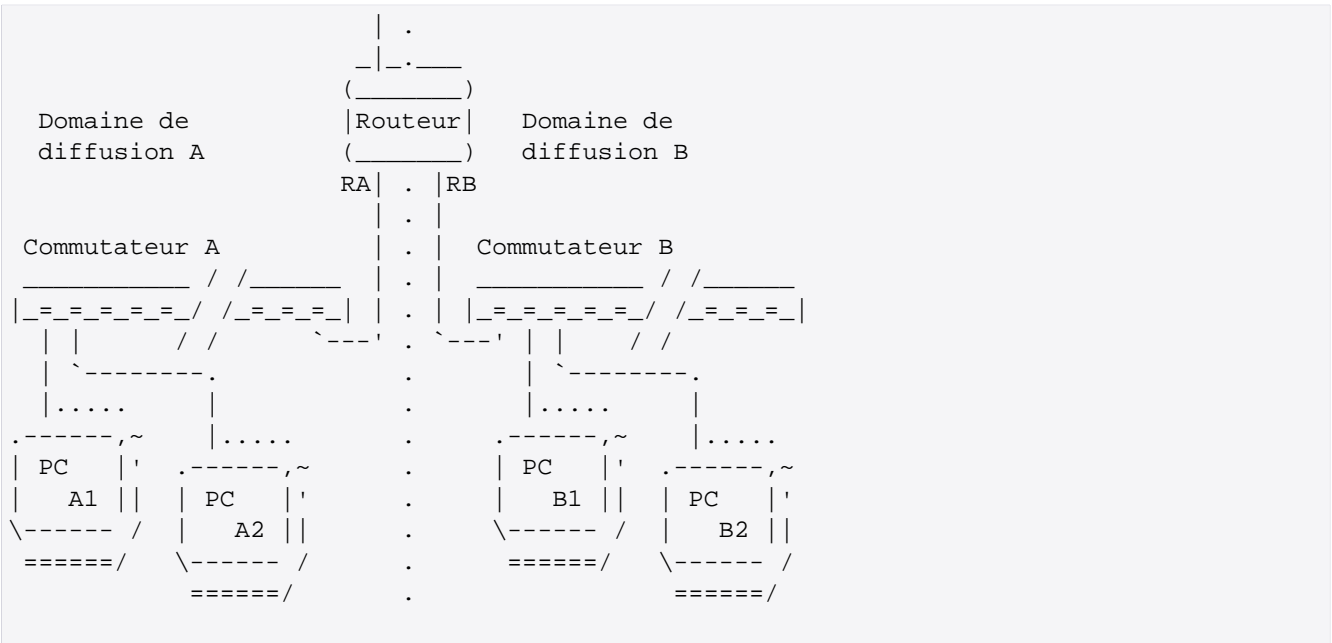 Domaine de |Routeur| Domaine de
diffusion A diffusion B
RA RB
Commutateur A Commutateur B
PC PC
A1 PC B1 PC
A2 B2